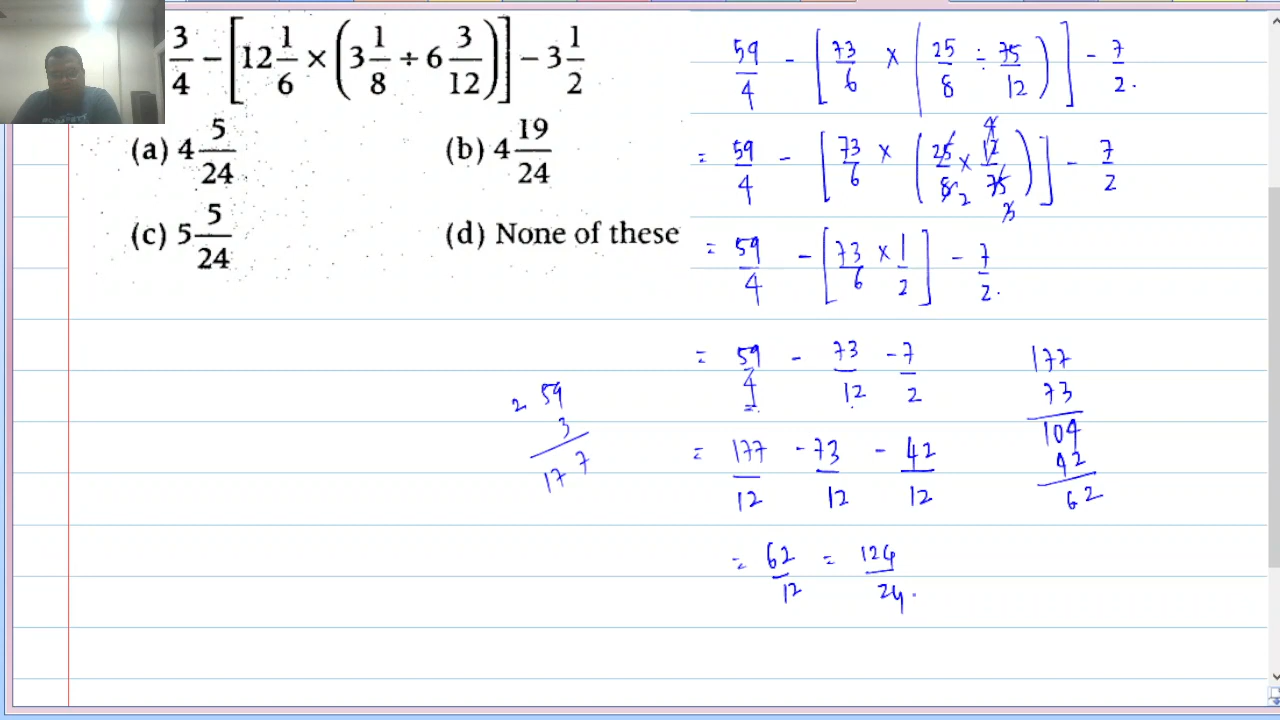 3/4 − [12 1/6 × (3 1/8 ÷ 6 3/12)] − 3 1/2
(a) 4 5/24
(b) 4 19/24
(c) 5 5/24
(d) None of these
59/4 − [73/6 × (25/8 ÷ 75/12)] − 7/2.
= 59/4 − [73/6 × (25/8 2 × 4 12/75 3)] − 7/2
= 59/4 − [73/6 × 1/2] − 7/2.
= 59/4 − 73/12 − 7/2
= 177/12 − 73/12 − 42/12
= 62/12 = 124/24.
2 59
3
177
177
73
104
42
62